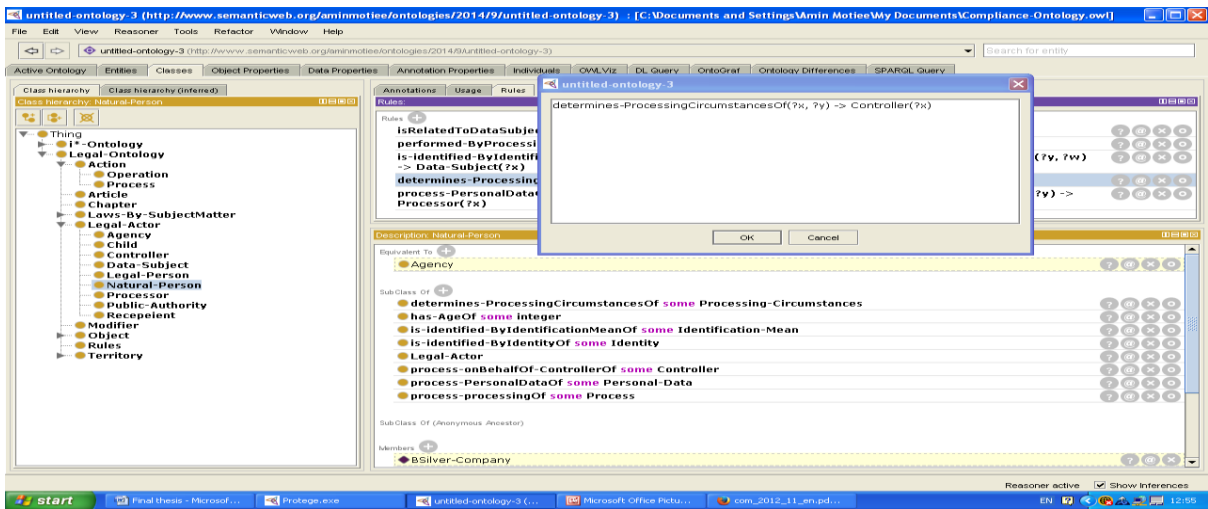 untitled-ontology-3 (http://www.semanticweb.org/aminmotiee/ontologies/2014/9/untitled-ontology-3) : [C:\Documents and Settings\Amin Motiee\My Documents\Compliance-Ontology.owl]
File Edit View Reasoner Tools Refactor Window Help
untitled-ontology-3 (http://www.semanticweb.org/aminmotiee/ontologies/2014/9/untitled-ontology-3)
Search for entity
Active Ontology Entities Classes Object Properties Data Properties Annotation Properties Individuals OWLViz DL Query OntoGraf Ontology Differences SPARQL Query
Class hierarchy Class hierarchy (inferred)
Class hierarchy: Natural-Person
Thing
i*-Ontology
Legal-Ontology
Action
Operation
Process
Article
Chapter
Laws-By-SubjectMatter
Legal-Actor
Agency
Child
Controller
Data-Subject
Legal-Person
Natural-Person
Processor
Public-Authority
Recepeient
Modifier
Object
Rules
Territory
Annotations Usage Rules
Rules:
Rules
isRelatedToDataSubje
performed-ByProcessi
is-identified-ByIdentifi (?y, ?w)
-> Data-Subject(?x)
determines-Processing
process-PersonalData ?y) ->
Processor(?x)
untitled-ontology-3
determines-ProcessingCircumstancesOf(?x, ?y) -> Controller(?x)
OK Cancel
Description: Natural-Person
Equivalent To
Agency
SubClass Of
determines-ProcessingCircumstancesOf some Processing-Circumstances
has-AgeOf some integer
is-identified-ByIdentificationMeanOf some Identification-Mean
is-identified-ByIdentityOf some Identity
Legal-Actor
process-onBehalfOf-ControllerOf some Controller
process-PersonalDataOf some Personal-Data
process-processingOf some Process
SubClass Of (Anonymous Ancestor)
Members
BSilver-Company
Reasoner active Show Inferences
start Final thesis - Microsof... Protege.exe untitled-ontology-3 (... Microsoft Office Pictu... com_2012_11_en.pd... EN 12:55